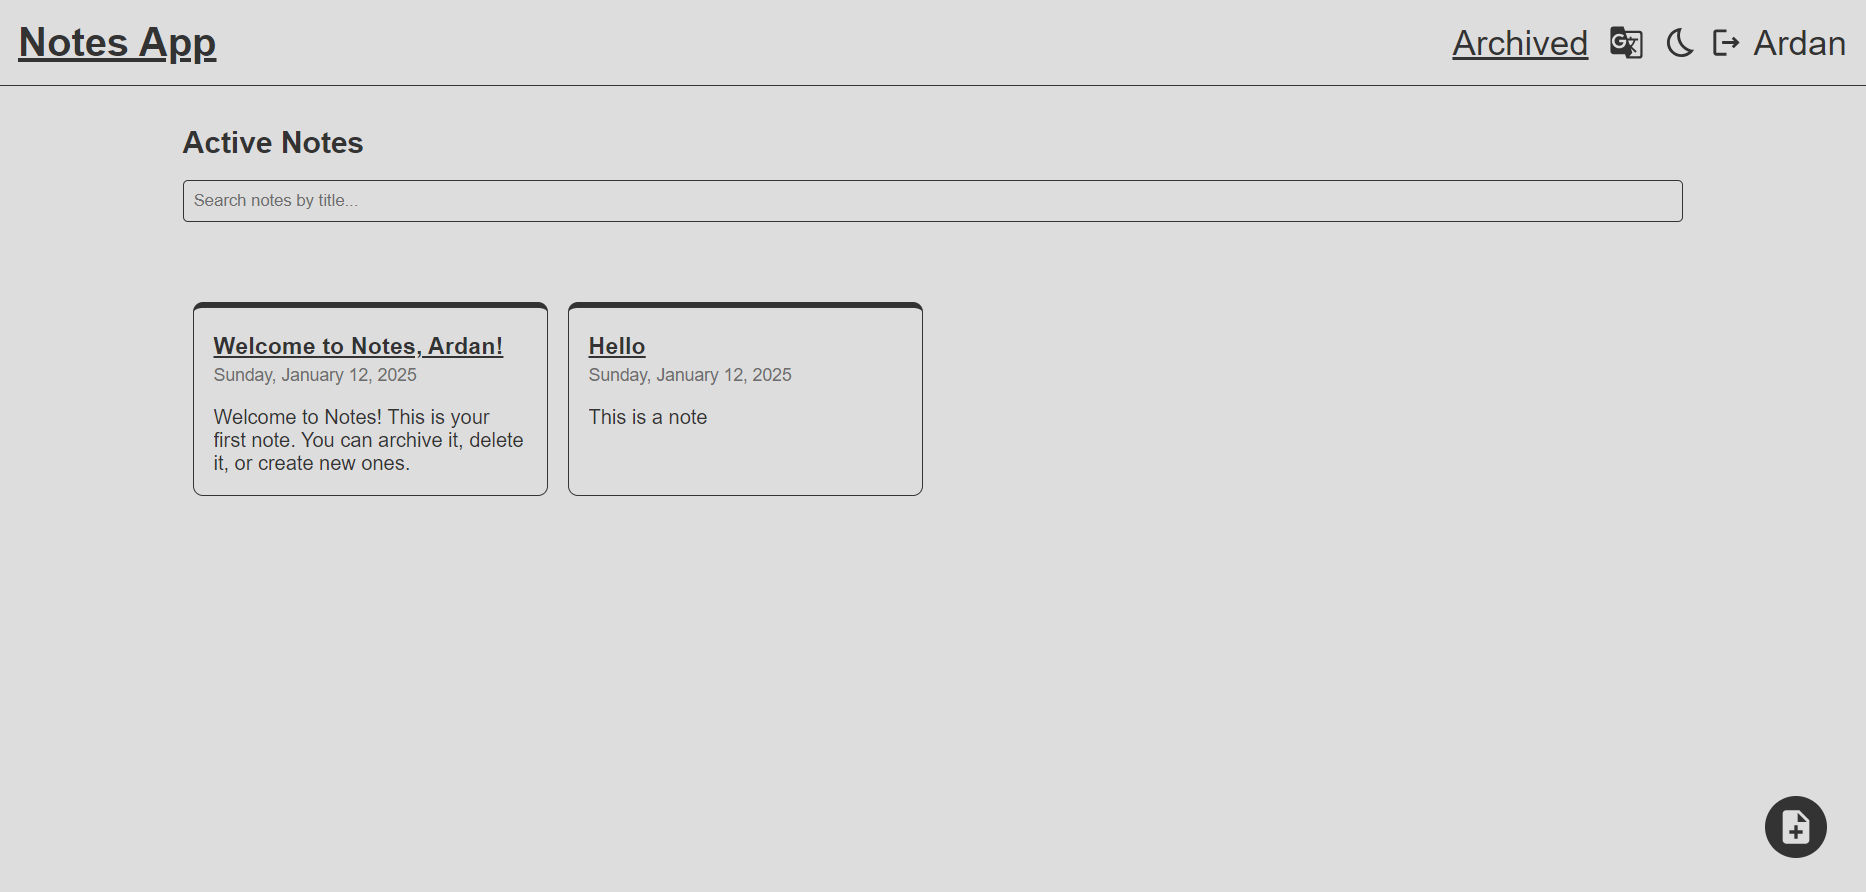 Notes App
Archived
Ardan
Active Notes
Search notes by title...
Welcome to Notes, Ardan!
Sunday, January 12, 2025
Welcome to Notes! This is your
first note. You can archive it, delete
it, or create new ones.
Hello
Sunday, January 12, 2025
This is a note